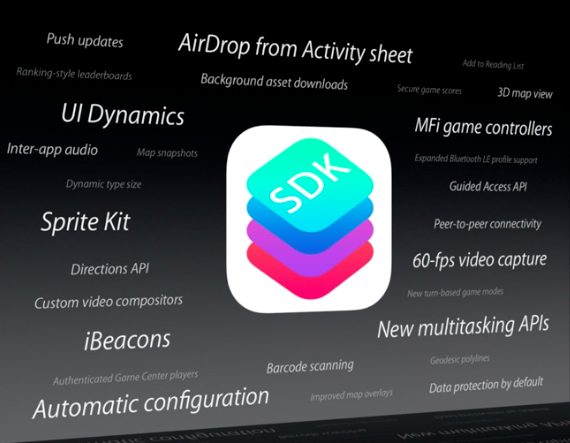 Push updates
AirDrop from Activity sheet
Add to Reading List
Ranking-style leaderboards
Background asset downloads
Secure game scores
3D map view
UI Dynamics
MFi game controllers
Inter-app audio
Map snapshots
Expanded Bluetooth LE profile support
Dynamic type size
Guided Access API
SDK
Sprite Kit
Peer-to-peer connectivity
Directions API
60-fps video capture
Custom video compositors
New turn-based game modes
iBeacons
New multitasking APIs
Barcode scanning
Geodesic polylines
Authenticated Game Center players
Automatic configuration
Improved map overlays
Data protection by default